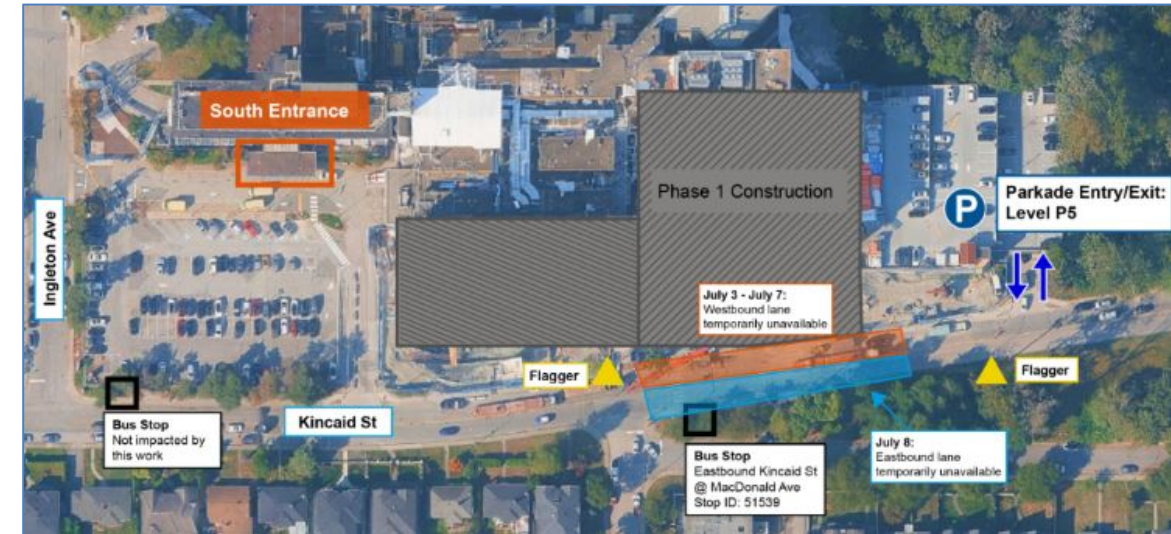 South Entrance
Ingleton Ave
Phase 1 Construction
P
Parkade Entry/Exit:
Level P5
July 3 - July 7:
Westbound lane
temporarily unavailable
Flagger
Flagger
Bus Stop
Not impacted by
this work
Kincaid St
Bus Stop
Eastbound Kincaid St
@ MacDonald Ave
Stop ID: 51539
July 8:
Eastbound lane
temporarily unavailable